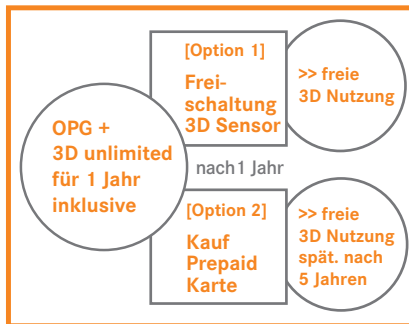 OPG +
3D unlimited
für 1 Jahr
inklusive
nach1 Jahr
[Option 1]
Frei-
schaltung
3D Sensor
>> freie
3D Nutzung
[Option 2]
Kauf
Prepaid
Karte
>> freie
3D Nutzung
spät. nach
5 Jahren